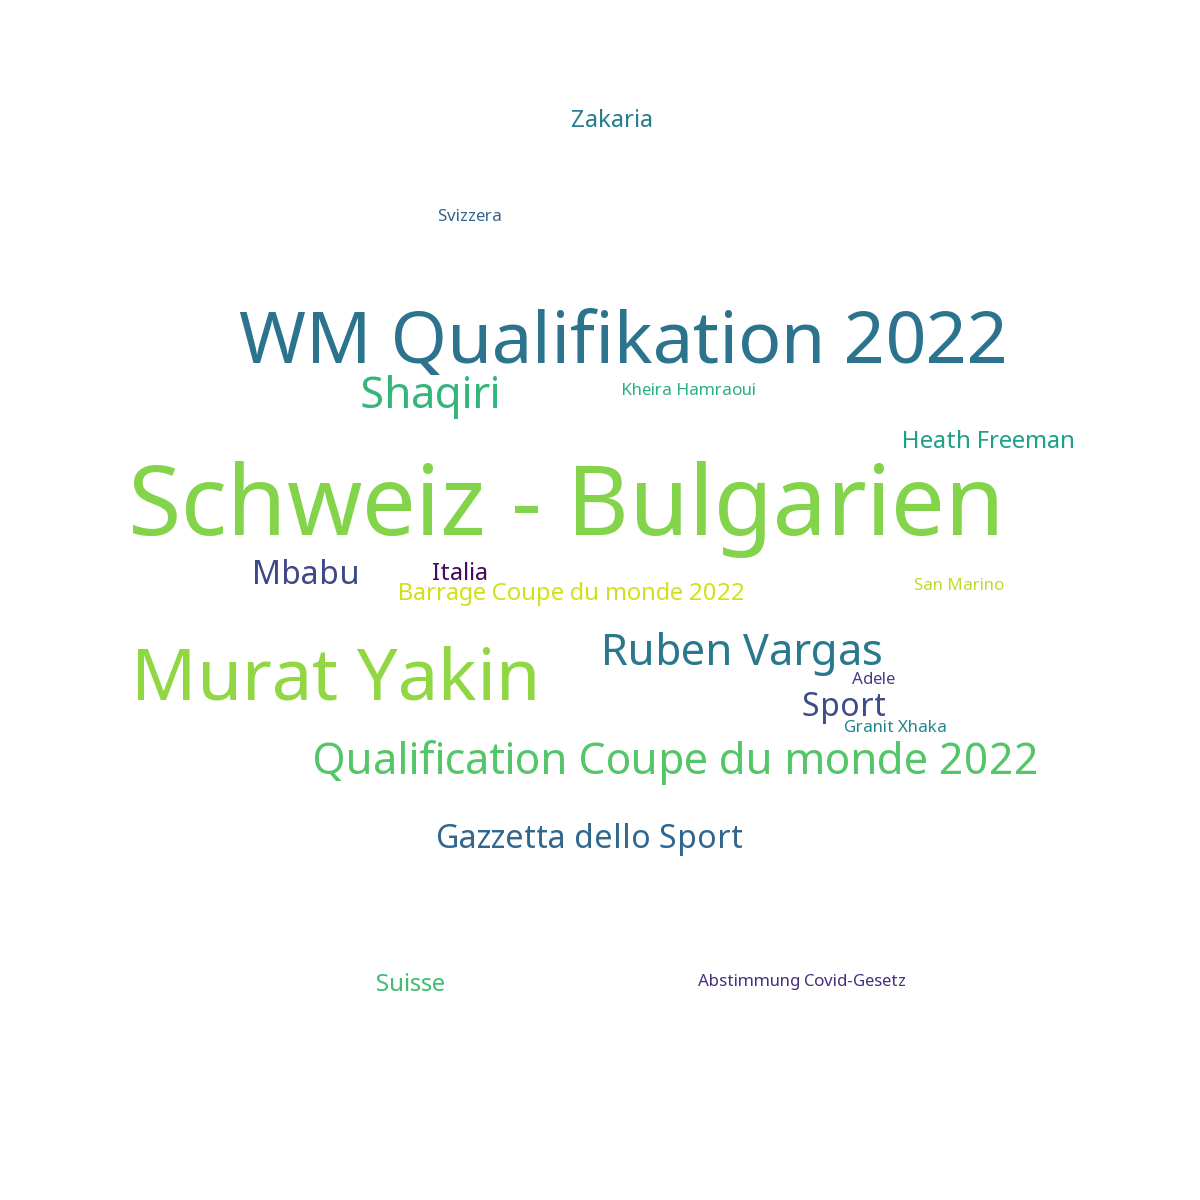 Zakaria
Svizzera
WM Qualifikation 2022
Shaqiri
Kheira Hamraoui
Heath Freeman
Schweiz - Bulgarien
Mbabu
Italia
Barrage Coupe du monde 2022
San Marino
Murat Yakin
Ruben Vargas
Adele
Sport
Granit Xhaka
Qualification Coupe du monde 2022
Gazzetta dello Sport
Suisse
Abstimmung Covid-Gesetz